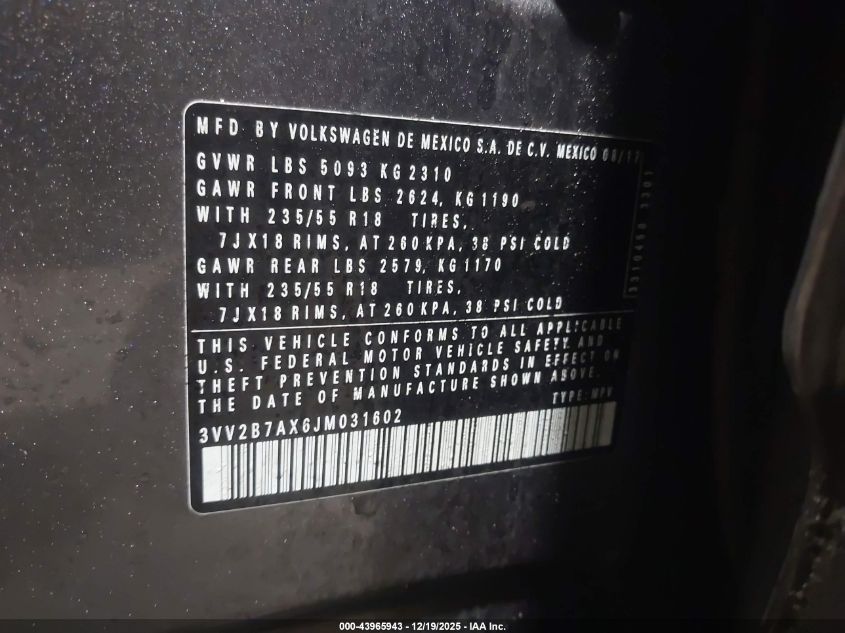 MFD BY VOLKSWAGEN DE MEXICO S.A. DE C.V. MEXICO 08/17
GVWR LBS 5093 KG 2310
GAWR FRONT LBS 2624, KG 1190
WITH 235/55 R18 TIRES,
7JX18 RIMS, AT 260 KPA, 38 PSI COLD
GAWR REAR LBS 2579, KG 1170
WITH 235/55 R18 TIRES,
7JX18 RIMS, AT 260 KPA, 38 PSI COLD
THIS VEHICLE CONFORMS TO ALL APPLICABLE
U.S. FEDERAL MOTOR VEHICLE SAFETY AND
THEFT PREVENTION STANDARDS IN EFFECT ON
THE DATE OF MANUFACTURE SHOWN ABOVE.
TYPE: MPV
3VV2B7AX6JM031602
000-43965943 - 12/19/2025 - IAA Inc.